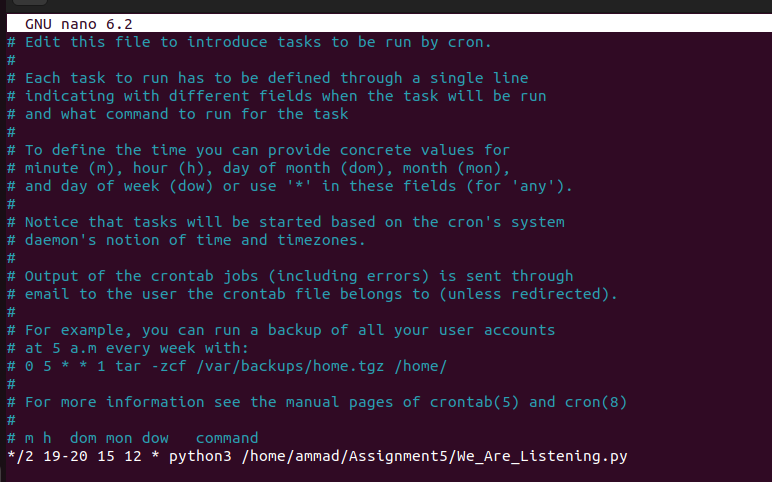 GNU nano 6.2
# Edit this file to introduce tasks to be run by cron.
#
# Each task to run has to be defined through a single line
# indicating with different fields when the task will be run
# and what command to run for the task
#
# To define the time you can provide concrete values for
# minute (m), hour (h), day of month (dom), month (mon),
# and day of week (dow) or use '*' in these fields (for 'any').
#
# Notice that tasks will be started based on the cron's system
# daemon's notion of time and timezones.
#
# Output of the crontab jobs (including errors) is sent through
# email to the user the crontab file belongs to (unless redirected).
#
# For example, you can run a backup of all your user accounts
# at 5 a.m every week with:
# 0 5 * * 1 tar -zcf /var/backups/home.tgz /home/
#
# For more information see the manual pages of crontab(5) and cron(8)
#
# m h  dom mon dow   command
*/2 19-20 15 12 * python3 /home/ammad/Assignment5/We_Are_Listening.py